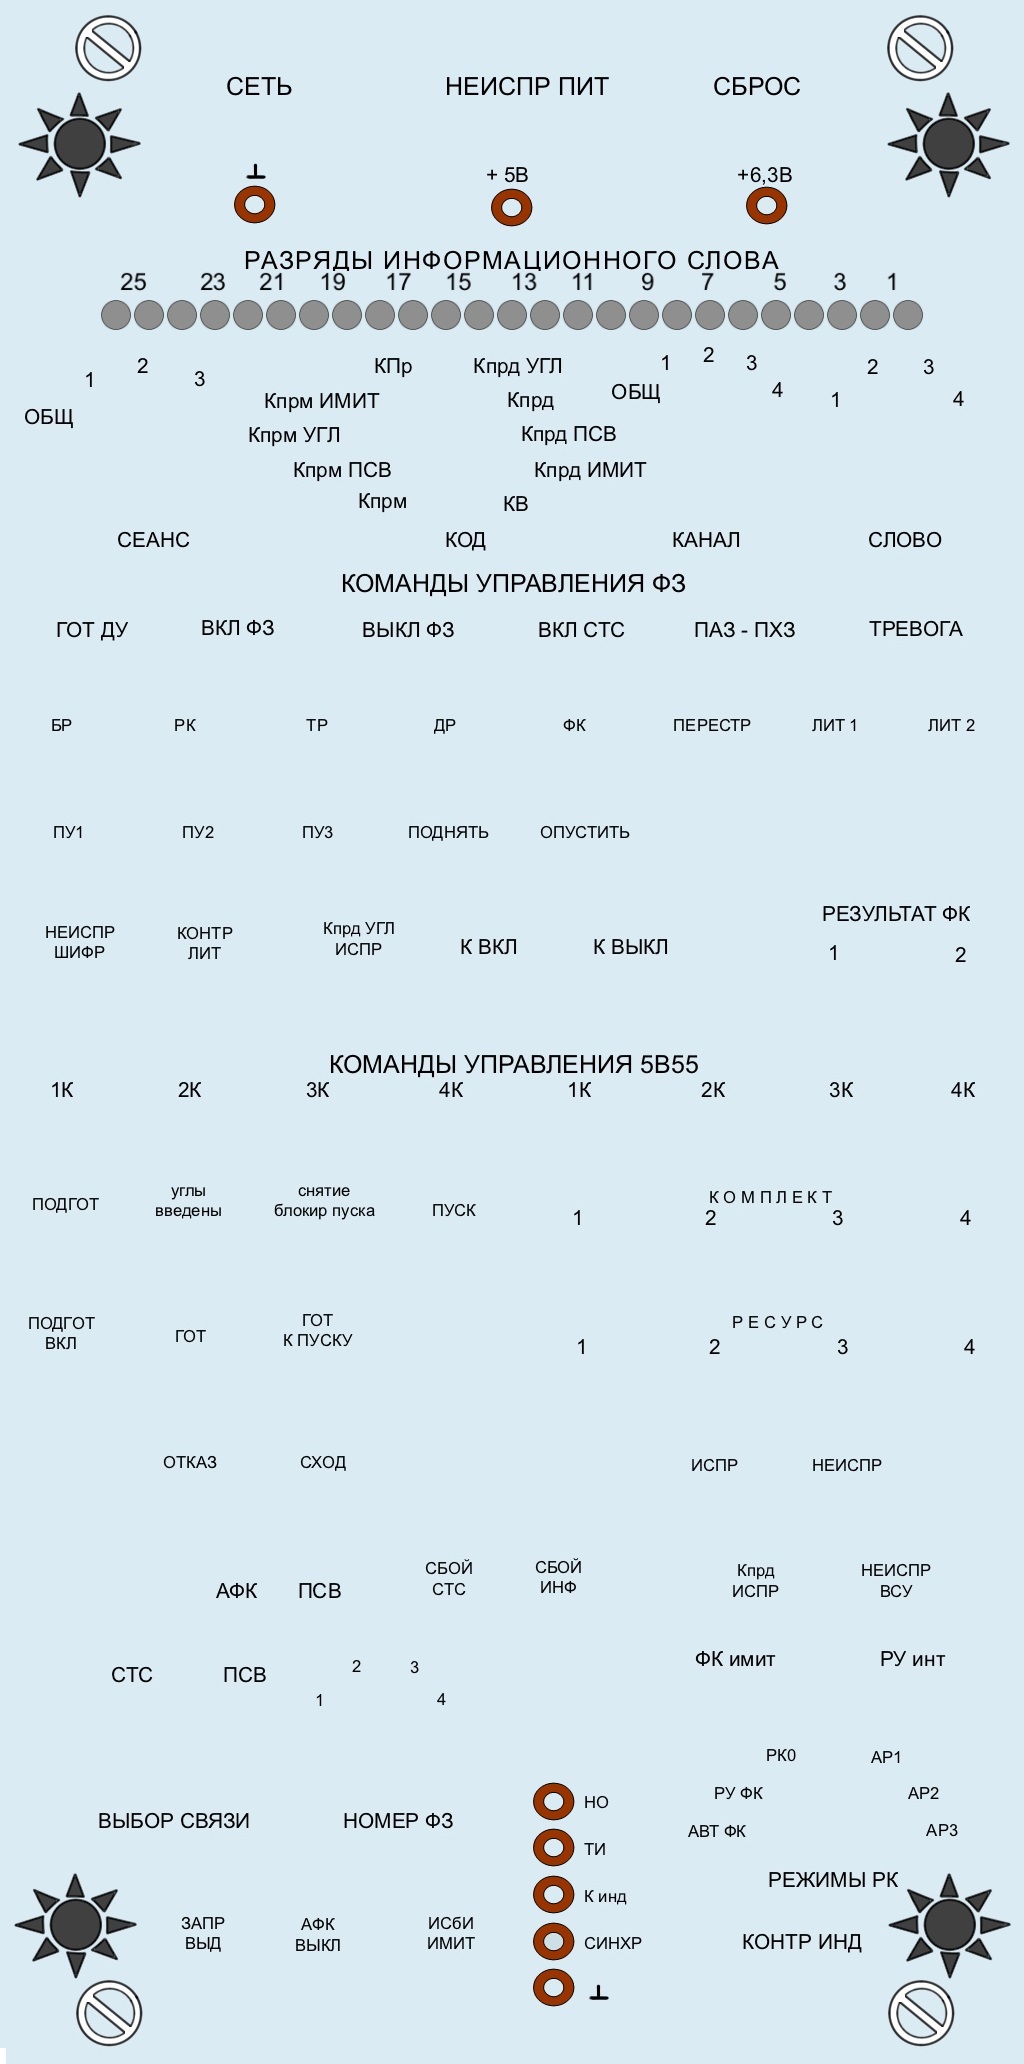 СЕТЬ НЕИСПР ПИТ СБРОС
+ 5В +6,3В
РАЗРЯДЫ ИНФОРМАЦИОННОГО СЛОВА
25 23 21 19 17 15 13 11 9 7 5 3 1
1 2 3 КПр Кпрд УГЛ 1 2 3 2 3
ОБЩ Кпрм ИМИТ Кпрд ОБЩ 4 1 4
Кпрм УГЛ Кпрд ПСВ
Кпрм ПСВ Кпрд ИМИТ
Кпрм КВ
СЕАНС КОД КАНАЛ СЛОВО
КОМАНДЫ УПРАВЛЕНИЯ ФЗ
ГОТ ДУ ВКЛ ФЗ ВЫКЛ ФЗ ВКЛ СТС ПАЗ - ПХЗ ТРЕВОГА
БР РК ТР ДР ФК ПЕРЕСТР ЛИТ 1 ЛИТ 2
ПУ1 ПУ2 ПУ3 ПОДНЯТЬ ОПУСТИТЬ
РЕЗУЛЬТАТ ФК
НЕИСПР КОНТР Кпрд УГЛ К ВКЛ К ВЫКЛ 1 2
ШИФР ЛИТ ИСПР
КОМАНДЫ УПРАВЛЕНИЯ 5В55
1К 2К 3К 4К 1К 2К 3К 4К
углы снятие К О М П Л Е К Т
ПОДГОТ введены блокир пуска ПУСК 1 2 3 4
ПОДГОТ ГОТ Р Е С У Р С
ВКЛ ГОТ К ПУСКУ 1 2 3 4
ОТКАЗ СХОД ИСПР НЕИСПР
СБОЙ СБОЙ Кпрд НЕИСПР
АФК ПСВ СТС ИНФ ИСПР ВСУ
ФК имит РУ инт
СТС ПСВ 1 2 3 4
РК0 АР1
РУ ФК АР2
НО
ВЫБОР СВЯЗИ НОМЕР ФЗ АВТ ФК АР3
ТИ
РЕЖИМЫ РК
К инд
ЗАПР АФК ИСбИ
ВЫД ВЫКЛ ИМИТ СИНХР КОНТР ИНД